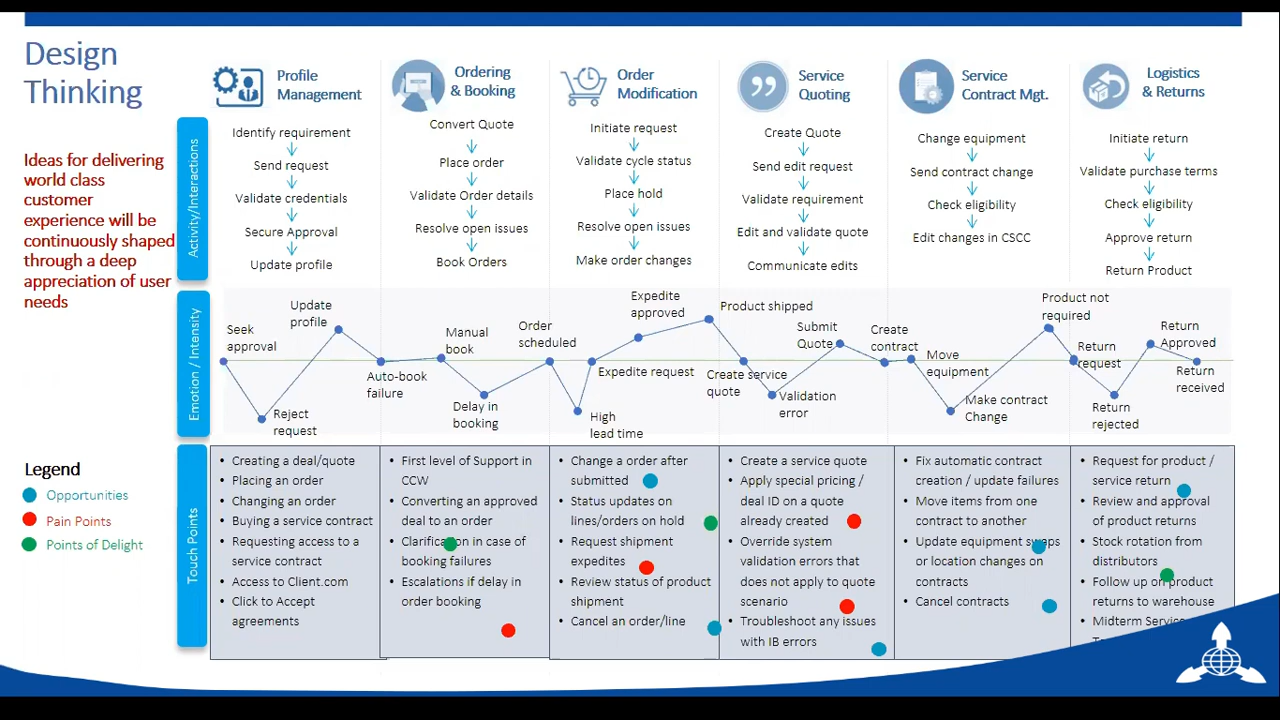 Design
Thinking
Ideas for delivering
world class
customer
experience will be
continuously shaped
through a deep
appreciation of user
needs
Profile
Management
Ordering
& Booking
Order
Modification
Service
Quoting
Service
Contract Mgt.
Logistics
& Returns
Activity/Interactions
Identify requirement
Send request
Validate credentials
Secure Approval
Update profile
Convert Quote
Place order
Validate Order details
Resolve open issues
Book Orders
Initiate request
Validate cycle status
Place hold
Resolve open issues
Make order changes
Create Quote
Send edit request
Validate requirement
Edit and validate quote
Communicate edits
Change equipment
Send contract change
Check eligibility
Edit changes in CSCC
Initiate return
Validate purchase terms
Check eligibility
Approve return
Return Product
Emotion / Intensity
Seek
approval
Reject
request
Update
profile
Auto-book
failure
Manual
book
Delay in
booking
Order
scheduled
High
lead time
Expedite request
Expedite
approved
Product shipped
Create service
quote
Validation
error
Submit
Quote
Create
contract
Move
equipment
Make contract
Change
Product not
required
Return
request
Return
rejected
Return
Approved
Return
received
Legend
Opportunities
Pain Points
Points of Delight
Touch Points
• Creating a deal/quote
• Placing an order
• Changing an order
• Buying a service contract
• Requesting access to a
service contract
• Access to Client.com
• Click to Accept
agreements
• First level of Support in
CCW
• Converting an approved
deal to an order
• Clarification in case of
booking failures
• Escalations if delay in
order booking
• Change a order after
submitted
• Status updates on
lines/orders on hold
• Request shipment
expedites
• Review status of product
shipment
• Cancel an order/line
• Create a service quote
• Apply special pricing /
deal ID on a quote
already created
• Override system
validation errors that
does not apply to quote
scenario
• Troubleshoot any issues
with IB errors
• Fix automatic contract
creation / update failures
• Move items from one
contract to another
• Update equipment swaps
or location changes on
contracts
• Cancel contracts
• Request for product /
service return
• Review and approval
of product returns
• Stock rotation from
distributors
• Follow up on product
returns to warehouse
• Midterm Service